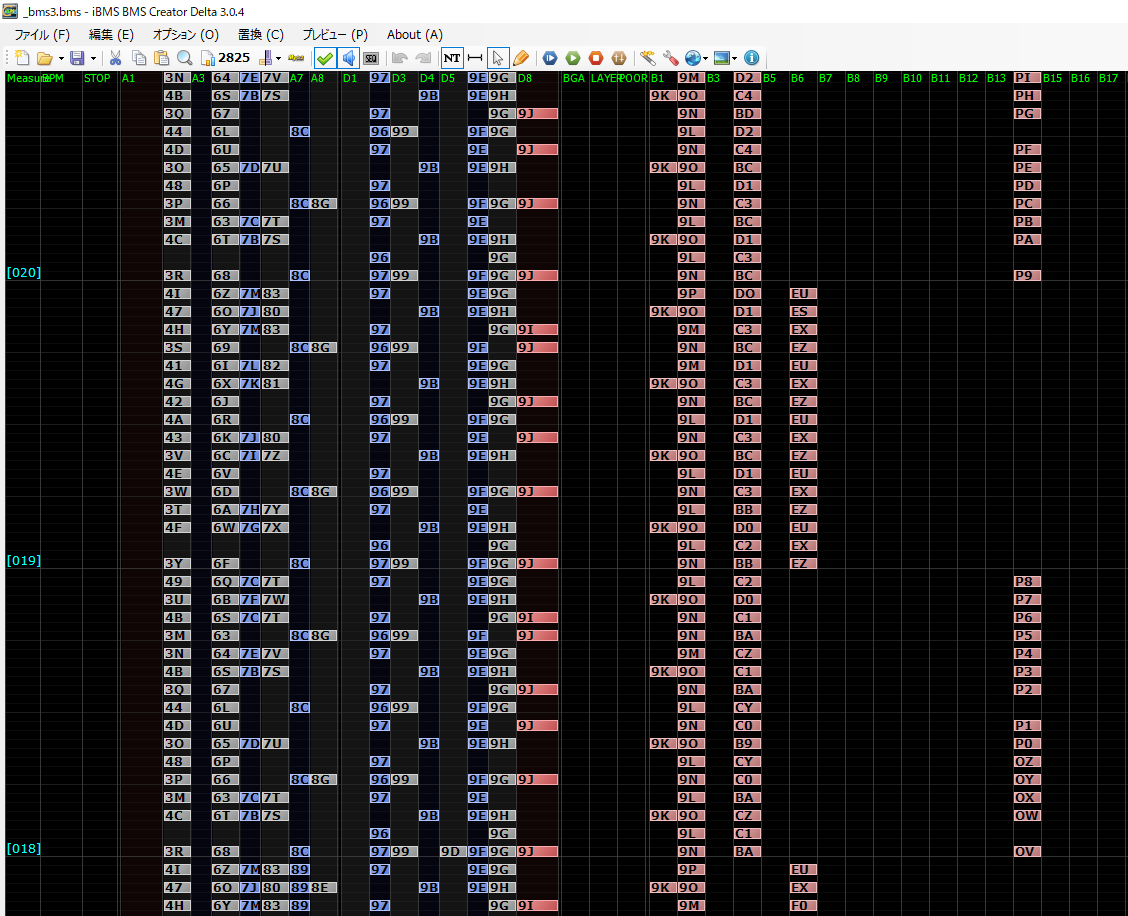 _bms3.bms - iBMS BMS Creator Delta 3.0.4
ファイル (F) 編集 (E) オプション (O) 置換 (C) プレビュー (P) About (A)
2825 BMS SEQ NT
Measure BPM STOP A1 3N A3 64 7E 7V A7 A8 D1 97 D3 D4 D5 9E 9G D8 BGA LAYER POOR B1 9M B3 D2 B5 B6 B7 B8 B9 B10 B11 B12 B13 PI B15 B16 B17
4B 6S 7B 7S 9B 9E 9H 9K 9O C4 PH
3Q 67 97 9G 9J 9N BD PG
44 6L 8C 96 99 9F 9G 9L D2
4D 6U 97 9E 9J 9N C4 PF
3O 65 7D 7U 9B 9E 9H 9K 9O BC PE
48 6P 97 9L D1 PD
3P 66 8C 8G 96 99 9F 9G 9J 9N C3 PC
3M 63 7C 7T 97 9E 9L BC PB
4C 6T 7B 7S 9B 9E 9H 9K 9O D1 PA
96 9G 9L C3
[020] 3R 68 8C 97 99 9F 9G 9J 9N BC P9
4I 6Z 7M 83 97 9E 9G 9P DO EU
47 6O 7J 80 9B 9E 9H 9K 9O D1 ES
4H 6Y 7M 83 97 9G 9I 9M C3 EX
3S 69 8C 8G 96 99 9F 9J 9N BC EZ
41 6I 7L 82 97 9E 9G 9M D1 EU
4G 6X 7K 81 9B 9E 9H 9K 9O C3 EX
42 6J 97 9G 9J 9N BC EZ
4A 6R 8C 96 99 9F 9G 9L D1 EU
43 6K 7J 80 97 9E 9J 9N C3 EX
3V 6C 7I 7Z 9B 9E 9H 9K 9O BC EZ
4E 6V 97 9L D1 EU
3W 6D 8C 8G 96 99 9F 9G 9J 9N C3 EX
3T 6A 7H 7Y 97 9E 9L BB EZ
4F 6W 7G 7X 9B 9E 9H 9K 9O D0 EU
96 9G 9L C2 EX
[019] 3Y 6F 8C 97 99 9F 9G 9J 9N BB EZ
49 6Q 7C 7T 97 9E 9G 9L C2 P8
3U 6B 7F 7W 9B 9E 9H 9K 9O D0 P7
4B 6S 7C 7T 97 9G 9I 9N C1 P6
3M 63 8C 8G 96 99 9F 9J 9N BA P5
3N 64 7E 7V 97 9E 9G 9M CZ P4
4B 6S 7B 7S 9B 9E 9H 9K 9O C1 P3
3Q 67 97 9G 9J 9N BA P2
44 6L 8C 96 99 9F 9G 9L CY
4D 6U 97 9E 9J 9N C0 P1
3O 65 7D 7U 9B 9E 9H 9K 9O B9 P0
48 6P 97 9L CY OZ
3P 66 8C 8G 96 99 9F 9G 9J 9N C0 OY
3M 63 7C 7T 97 9E 9L BA OX
4C 6T 7B 7S 9B 9E 9H 9K 9O CZ OW
96 9G 9L C1
[018] 3R 68 8C 97 99 9D 9F 9G 9J 9N BA OV
4I 6Z 7M 83 89 97 9E 9G 9P EU
47 6O 7J 80 89 8E 9B 9E 9H 9K 9O EX
4H 6Y 7M 83 89 97 9G 9I 9M F0